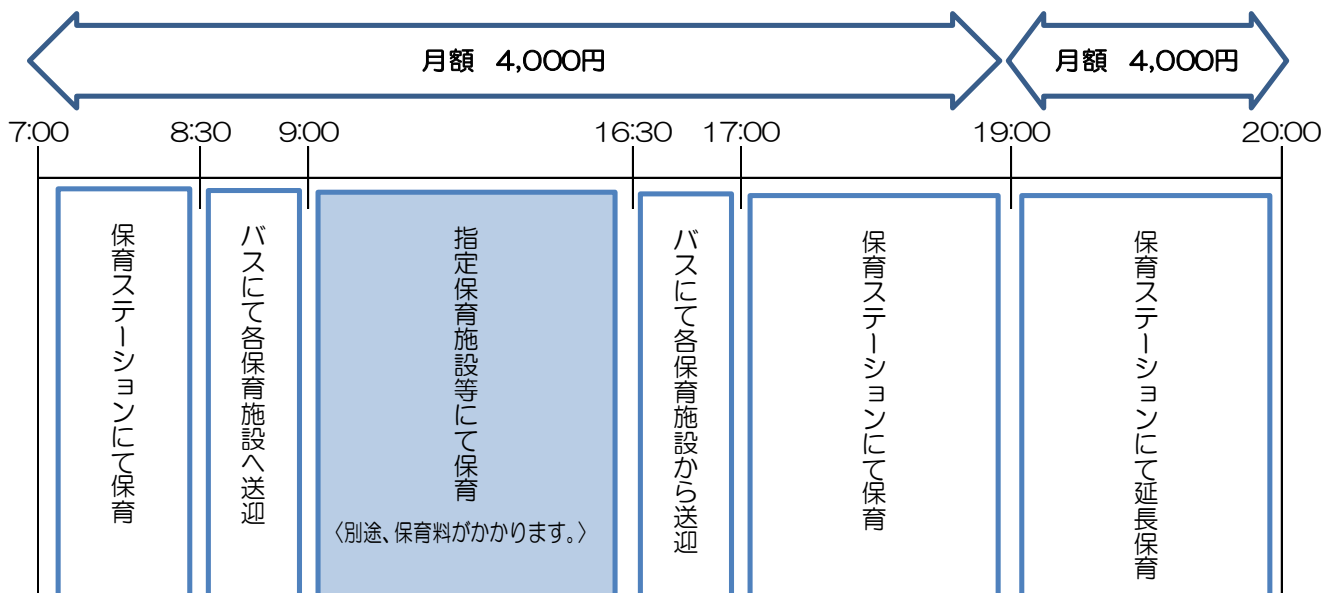 月額 4,000円
月額 4,000円
7:00
8:30
9:00
16:30
17:00
19:00
20:00
保育ステーションにて保育
バスにて各保育施設へ送迎
指定保育施設等にて保育
〈別途、保育料がかかります。〉
バスにて各保育施設から送迎
保育ステーションにて保育
保育ステーションにて延長保育